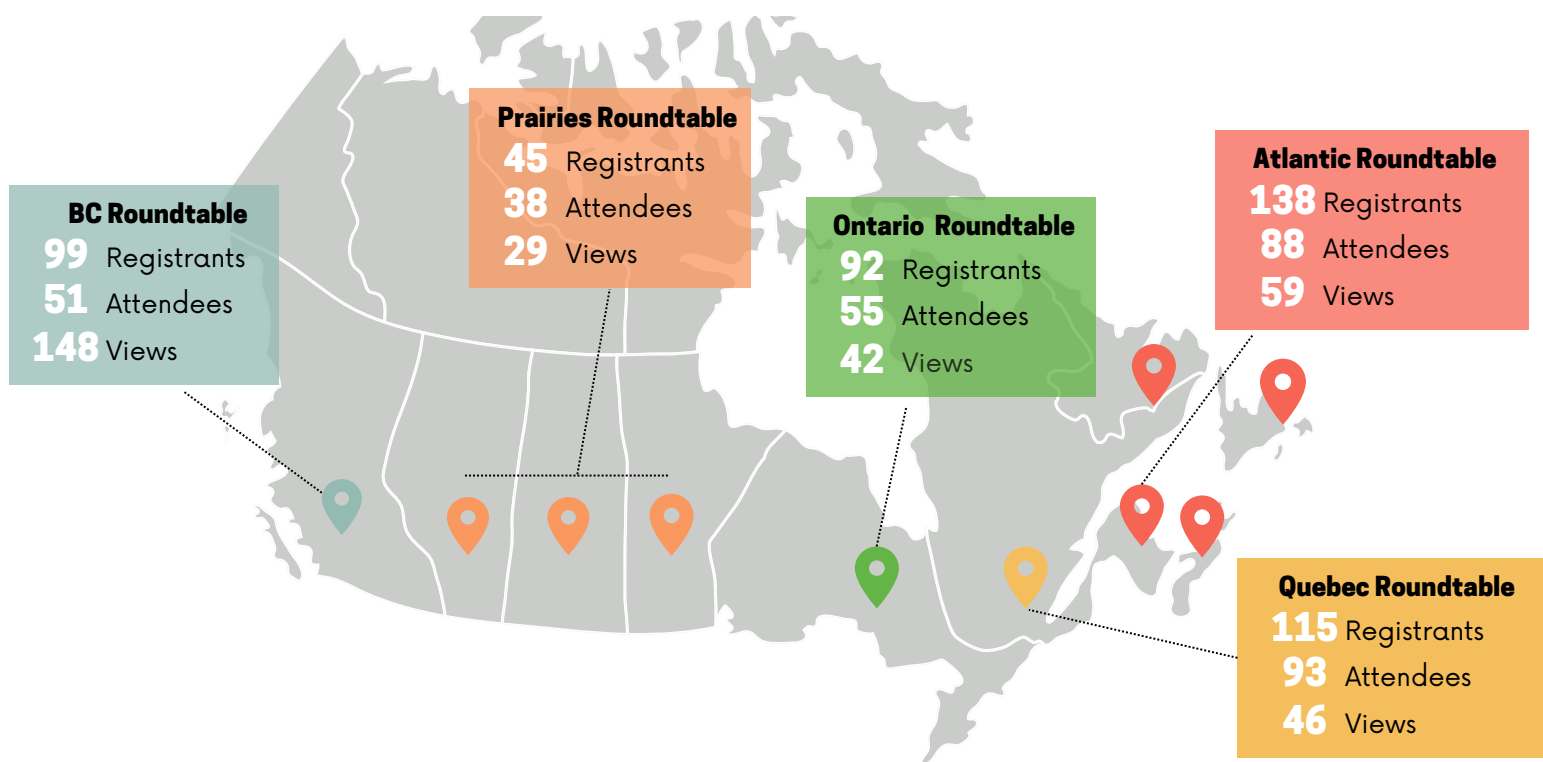 BC Roundtable
99 Registrants
51 Attendees
148 Views
Prairies Roundtable
45 Registrants
38 Attendees
29 Views
Ontario Roundtable
92 Registrants
55 Attendees
42 Views
Atlantic Roundtable
138 Registrants
88 Attendees
59 Views
Quebec Roundtable
115 Registrants
93 Attendees
46 Views